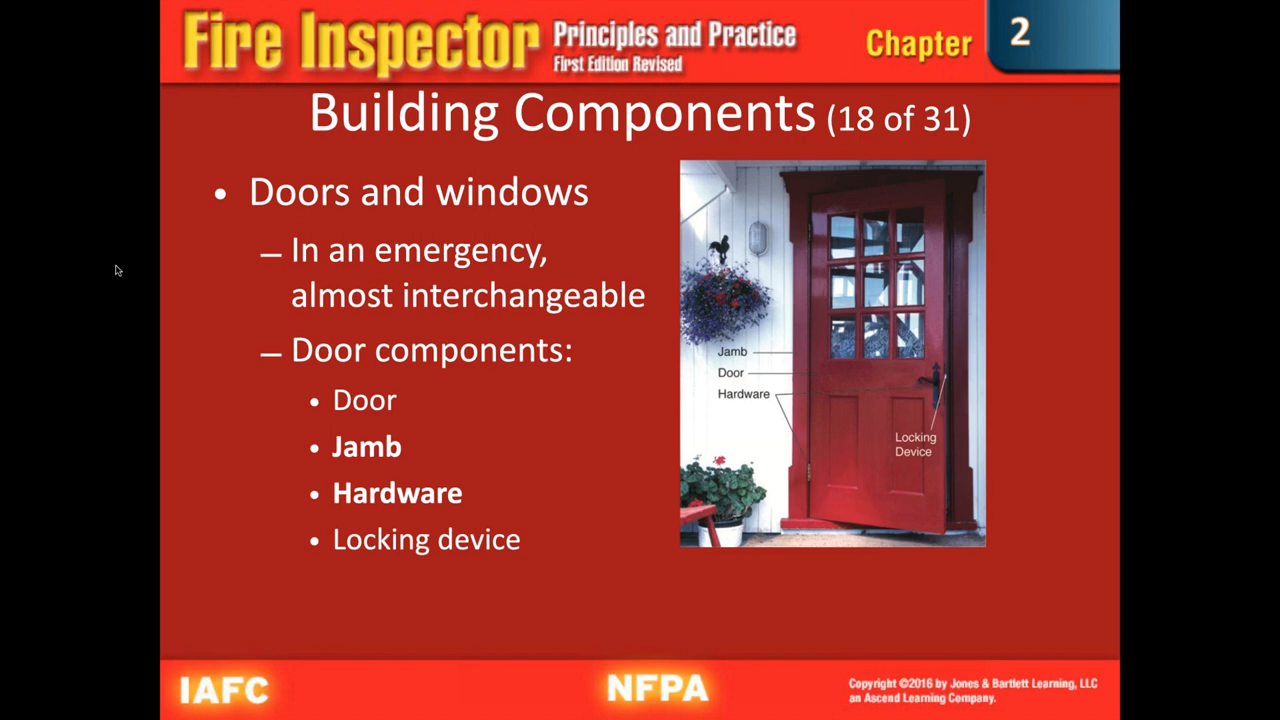 Fire Inspector Principles and Practice
First Edition Revised
Chapter 2
Building Components (18 of 31)
• Doors and windows
– In an emergency,
almost interchangeable
– Door components:
• Door
• Jamb
• Hardware
• Locking device
Jamb
Door
Hardware
Locking
Device
IAFC
NFPA
Copyright ©2016 by Jones & Bartlett Learning, LLC
an Ascend Learning Company.